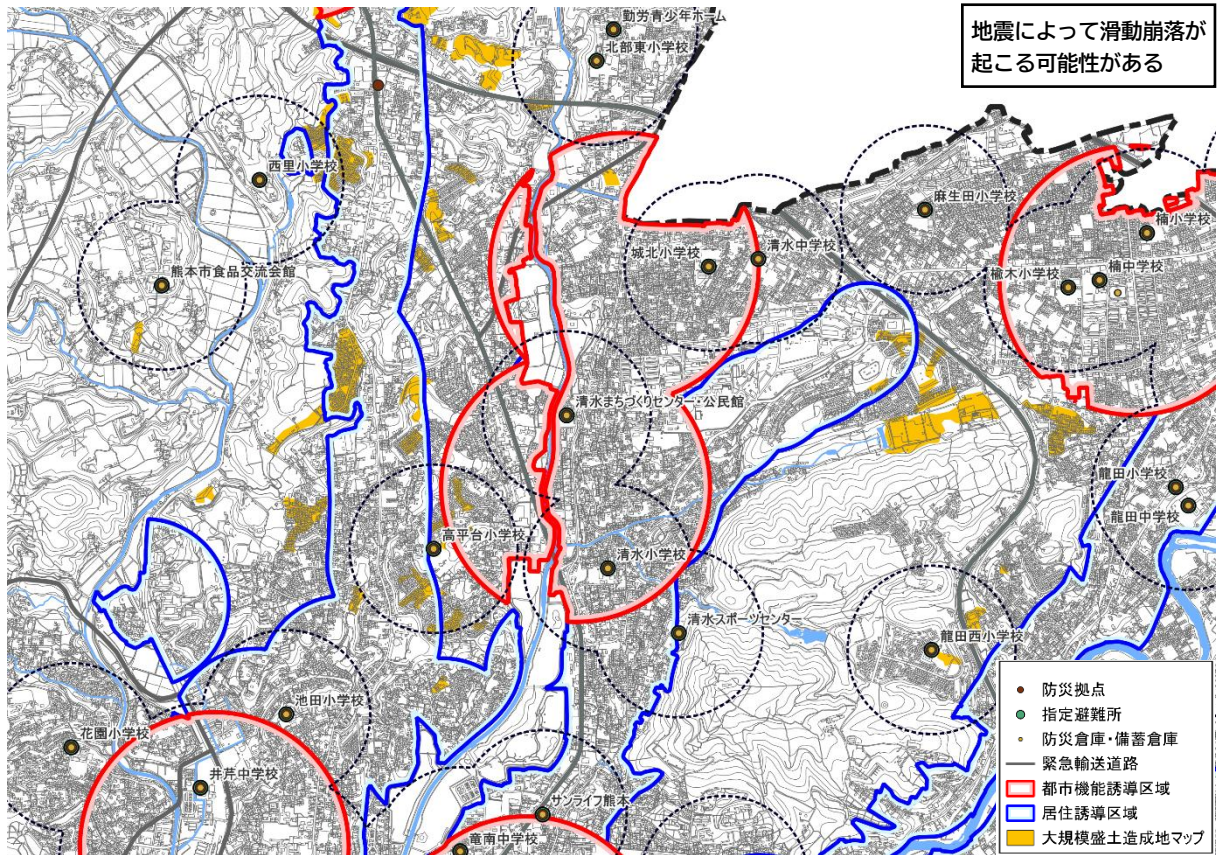 地震によって滑動崩落が
起こる可能性がある
勤労青少年ホーム
北部東小学校
西里小学校
麻生田小学校
楠小学校
城北小学校
清水中学校
楠中学校
楡木小学校
熊本市食品交流会館
清水まちづくりセンター・公民館
龍田小学校
龍田中学校
高平台小学校
清水小学校
清水スポーツセンター
龍田西小学校
池田小学校
花園小学校
井芹中学校
サンライフ熊本
竜南中学校
防災拠点
指定避難所
防災倉庫・備蓄倉庫
緊急輸送道路
都市機能誘導区域
居住誘導区域
大規模盛土造成地マップ